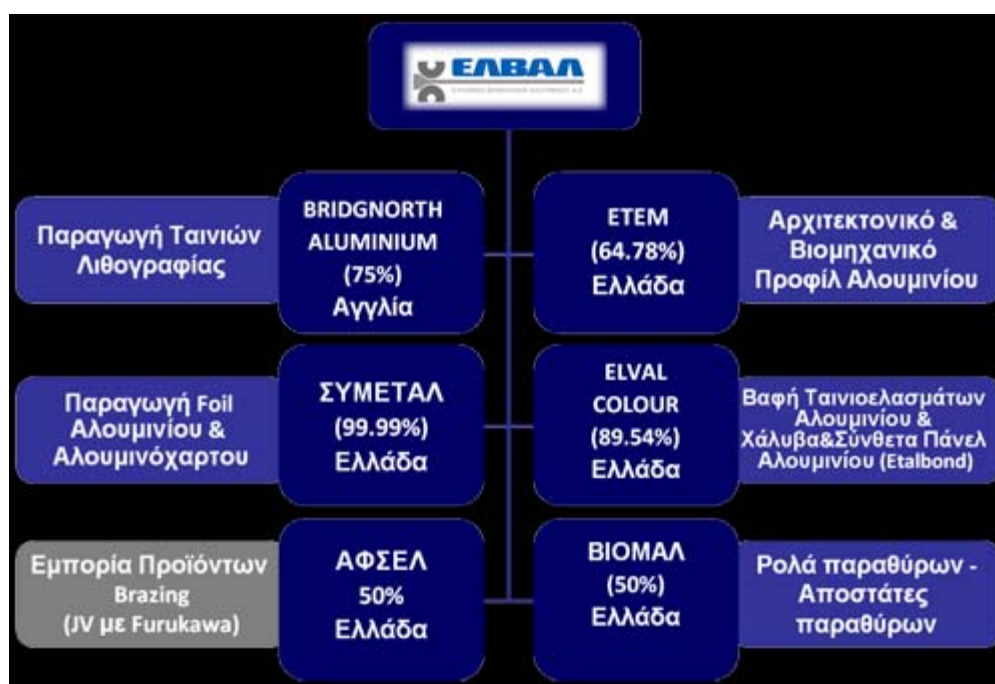 ΕΛΒΑΛ
Παραγωγή Ταινιών
Λιθογραφίας
BRIDGNORTH
ALUMINIUM
(75%)
Αγγλία
ETEM
(64.78%)
Ελλάδα
Αρχιτεκτονικό &
Βιομηχανικό
Προφίλ Αλουμινίου
Παραγωγή Foil
Αλουμινίου &
Αλουμινόχαρτου
ΣΥΜΕΤΑΛ
(99.99%)
Ελλάδα
ELVAL
COLOUR
(89.54%)
Ελλάδα
Βαφή Ταινιοελασμάτων
Αλουμινίου &
Χάλυβα&Σύνθετα Πάνελ
Αλουμινίου (Etalbond)
Εμπορία Προϊόντων
Brazing
(JV με Furukawa)
ΑΦΣΕΛ
50%
Ελλάδα
ΒΙΟΜΑΛ
(50%)
Ελλάδα
Ρολά παραθύρων -
Αποστάτες
παραθύρων